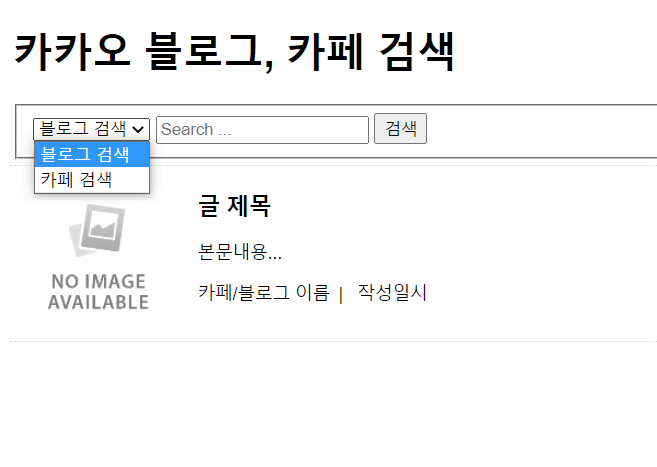 카카오 블로그, 카페 검색
블로그 검색 Search ... 검색
블로그 검색
카페 검색
글 제목
본문내용...
카페/블로그 이름 | 작성일시
NO IMAGE
AVAILABLE